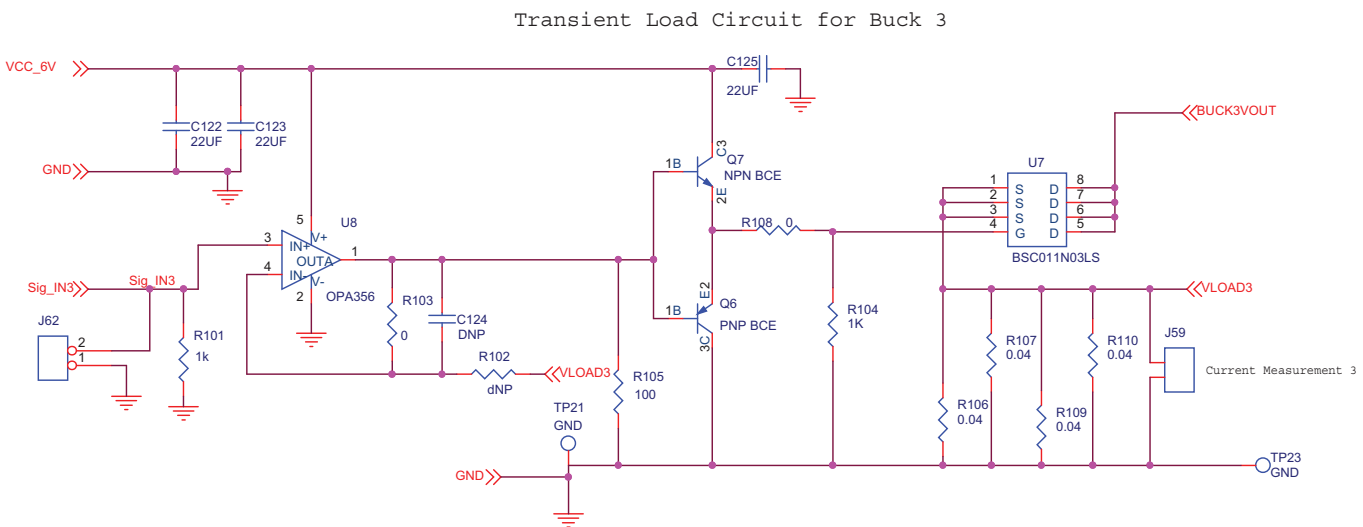 Transient Load Circuit for Buck 3
VCC_6V
C125
22UF
BUCK3VOUT
C122
22UF
C123
22UF
C3
Q7
1B
NPN BCE
2E
GND
U7
1 S D 8
2 S D 7
3 S D 6
4 G D 5
BSC011N03LS
5
U8
V+
3
IN+
OUTA
1
4
IN-
V-
2
OPA356
R108 0
Sig_IN3
Sig_IN3
VLOAD3
R103
0
C124
DNP
E2
Q6
1B
PNP BCE
3C
R104
1K
J62
2
1
R101
1k
R107
0.04
R110
0.04
J59
Current Measurement 3
R102
dNP
VLOAD3
R105
100
R106
0.04
R109
0.04
TP21
GND
GND
TP23
GND